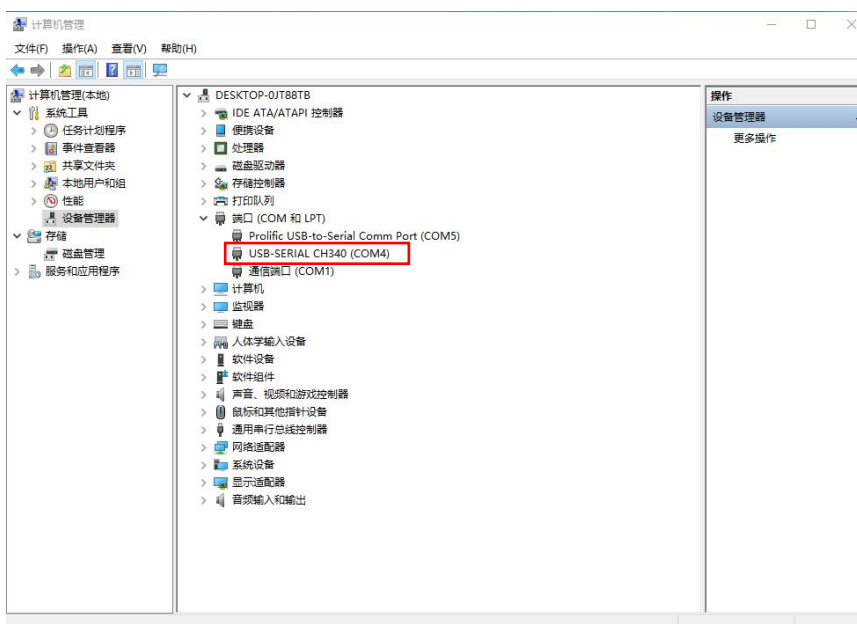 计算机管理
文件(F) 操作(A) 查看(V) 帮助(H)
计算机管理(本地)
系统工具
任务计划程序
事件查看器
共享文件夹
本地用户和组
性能
设备管理器
存储
磁盘管理
服务和应用程序
DESKTOP-0JT88TB
IDE ATA/ATAPI 控制器
便携设备
处理器
磁盘驱动器
存储控制器
打印队列
端口 (COM 和 LPT)
Prolific USB-to-Serial Comm Port (COM5)
USB-SERIAL CH340 (COM4)
通信端口 (COM1)
计算机
监视器
键盘
人体学输入设备
软件设备
软件组件
声音、视频和游戏控制器
鼠标和其他指针设备
通用串行总线控制器
网络适配器
系统设备
显示适配器
音频输入和输出
操作
设备管理器
更多操作